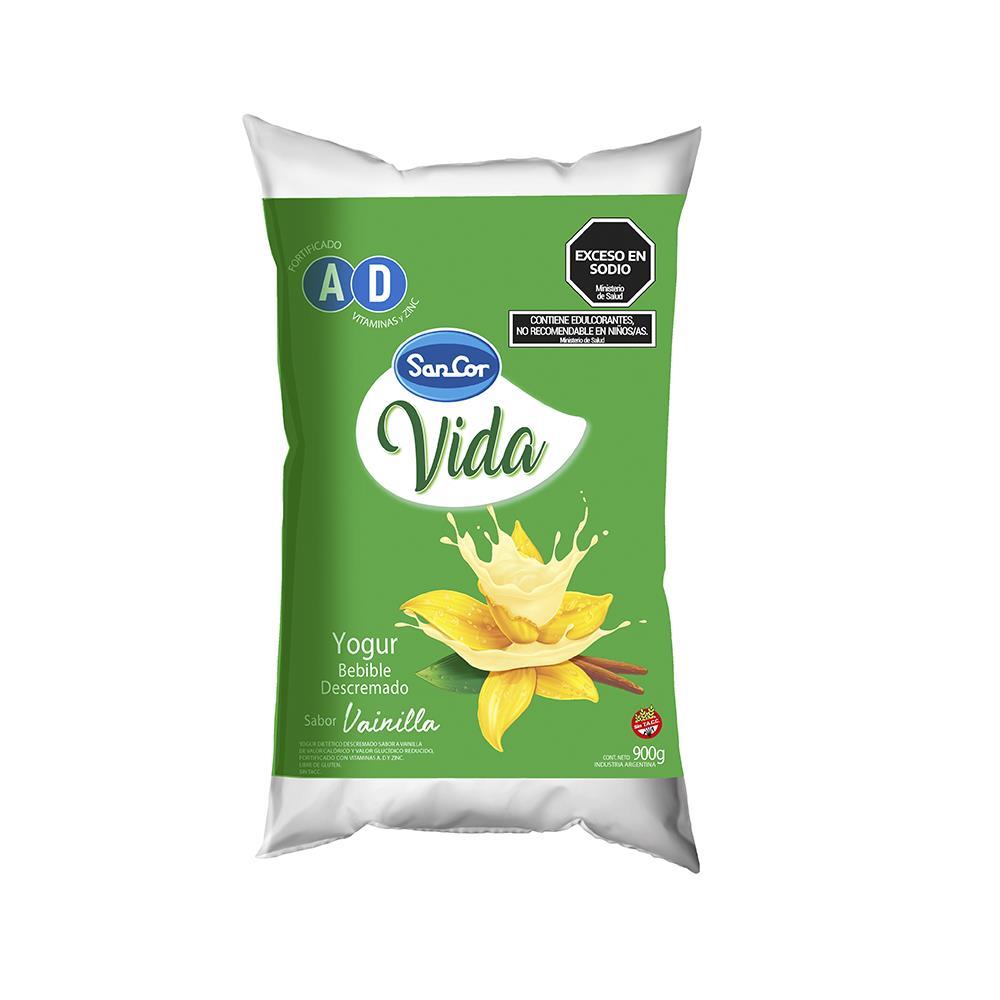 FORTIFICADO
A D
VITAMINAS y ZINC
EXCESO EN
SODIO
Ministerio
de Salud
CONTIENE EDULCORANTES,
NO RECOMENDABLE EN NIÑOS/AS.
Ministerio de Salud
SanCor
Vida
Yogur
Bebible
Descremado
Sabor Vainilla
YOGUR DIETÉTICO DESCREMADO SABOR A VAINILLA
DE VALOR CALÓRICO Y VALOR GLUCÍDICO REDUCIDO,
FORTIFICADO CON VITAMINAS A, D Y ZINC.
LIBRE DE GLUTEN.
SIN TACC.
Sin T.A.C.C.
CONT. NETO 900g
INDUSTRIA ARGENTINA